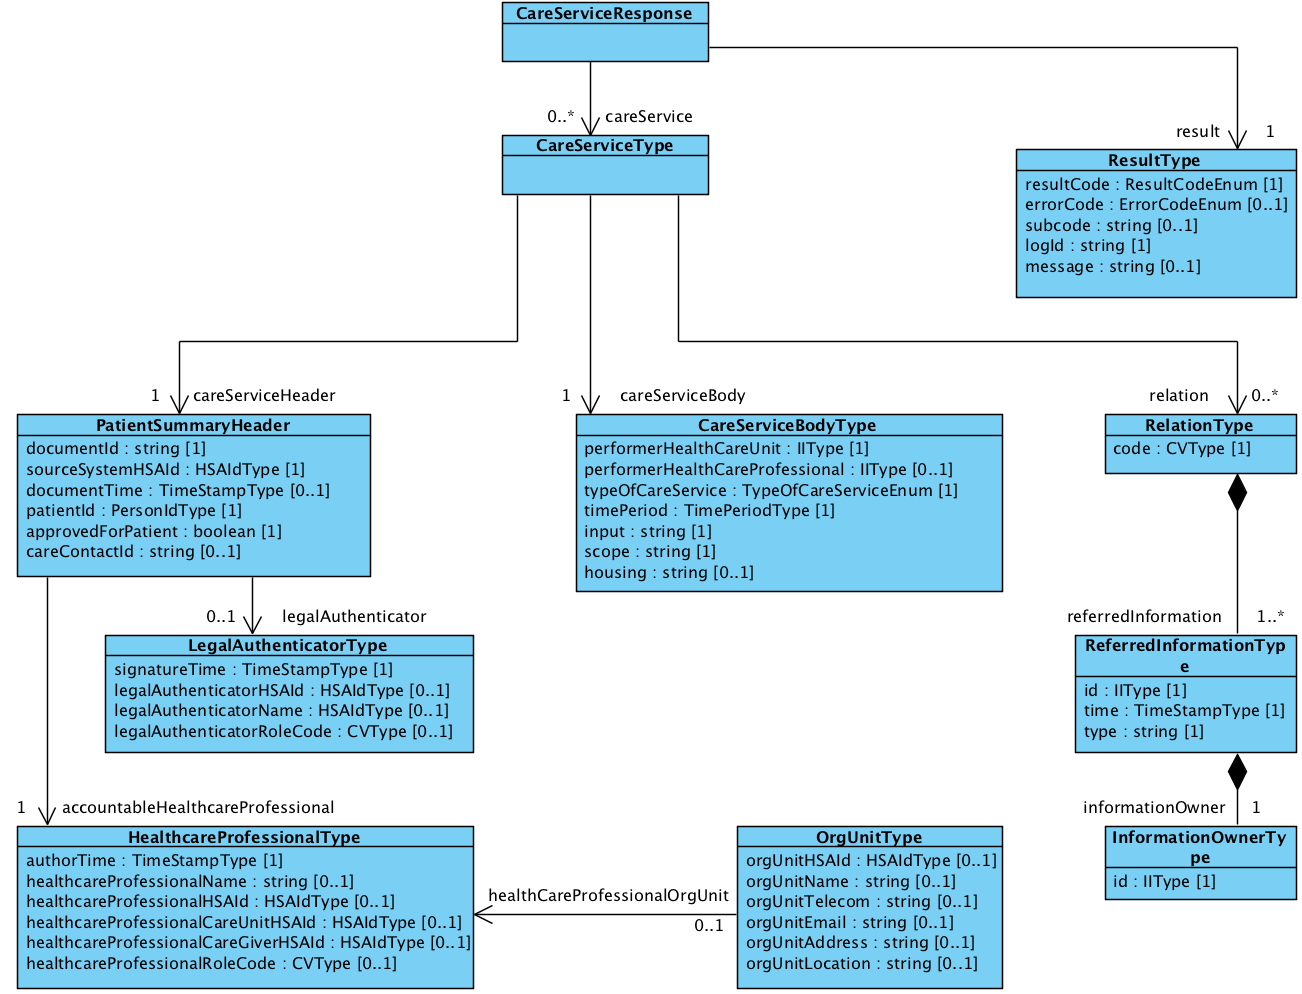 CareServiceResponse
0..* careService
CareServiceType
result 1
ResultType
resultCode : ResultCodeEnum [1]
errorCode : ErrorCodeEnum [0..1]
subcode : string [0..1]
logId : string [1]
message : string [0..1]
1 careServiceHeader
1 careServiceBody
relation 0..*
PatientSummaryHeader
documentId : string [1]
sourceSystemHSAId : HSAIdType [1]
documentTime : TimeStampType [0..1]
patientId : PersonIdType [1]
approvedForPatient : boolean [1]
careContactId : string [0..1]
CareServiceBodyType
performerHealthCareUnit : IIType [1]
performerHealthCareProfessional : IIType [0..1]
typeOfCareService : TypeOfCareServiceEnum [1]
timePeriod : TimePeriodType [1]
input : string [1]
scope : string [1]
housing : string [0..1]
RelationType
code : CVType [1]
0..1 legalAuthenticator
referredInformation 1..*
LegalAuthenticatorType
signatureTime : TimeStampType [1]
legalAuthenticatorHSAId : HSAIdType [0..1]
legalAuthenticatorName : HSAIdType [0..1]
legalAuthenticatorRoleCode : CVType [0..1]
ReferredInformationTyp
e
id : IIType [1]
time : TimeStampType [1]
type : string [1]
1 accountableHealthcareProfessional
informationOwner 1
HealthcareProfessionalType
authorTime : TimeStampType [1]
healthcareProfessionalName : string [0..1]
healthcareProfessionalHSAId : HSAIdType [0..1]
healthcareProfessionalCareUnitHSAId : HSAIdType [0..1]
healthcareProfessionalCareGiverHSAId : HSAIdType [0..1]
healthcareProfessionalRoleCode : CVType [0..1]
healthCareProfessionalOrgUnit
0..1
OrgUnitType
orgUnitHSAId : HSAIdType [0..1]
orgUnitName : string [0..1]
orgUnitTelecom : string [0..1]
orgUnitEmail : string [0..1]
orgUnitAddress : string [0..1]
orgUnitLocation : string [0..1]
InformationOwnerTy
pe
id : IIType [1]